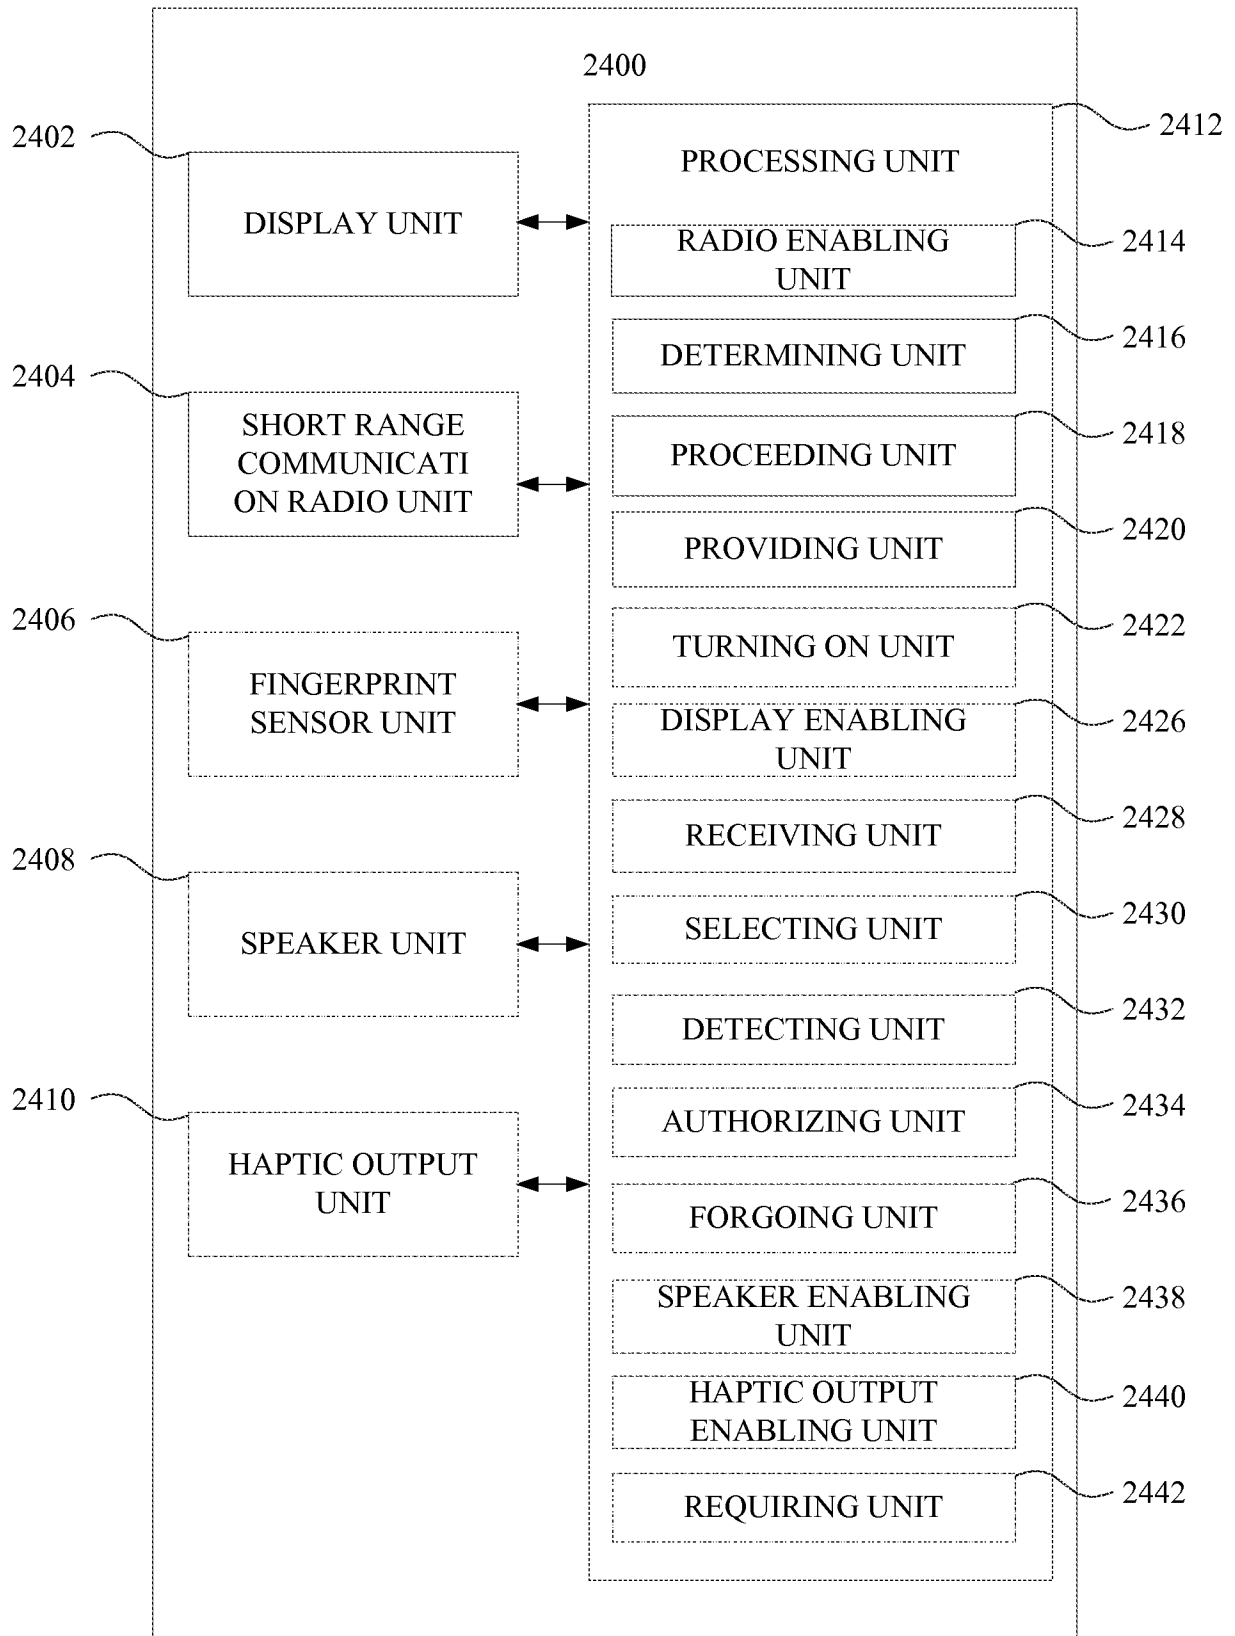 2400
2402
DISPLAY UNIT
2404
SHORT RANGE
COMMUNICATI
ON RADIO UNIT
2406
FINGERPRINT
SENSOR UNIT
2408
SPEAKER UNIT
2410
HAPTIC OUTPUT
UNIT
2412
PROCESSING UNIT
2414
RADIO ENABLING
UNIT
2416
DETERMINING UNIT
2418
PROCEEDING UNIT
2420
PROVIDING UNIT
2422
TURNING ON UNIT
2426
DISPLAY ENABLING
UNIT
2428
RECEIVING UNIT
2430
SELECTING UNIT
2432
DETECTING UNIT
2434
AUTHORIZING UNIT
2436
FORGOING UNIT
2438
SPEAKER ENABLING
UNIT
2440
HAPTIC OUTPUT
ENABLING UNIT
2442
REQUIRING UNIT